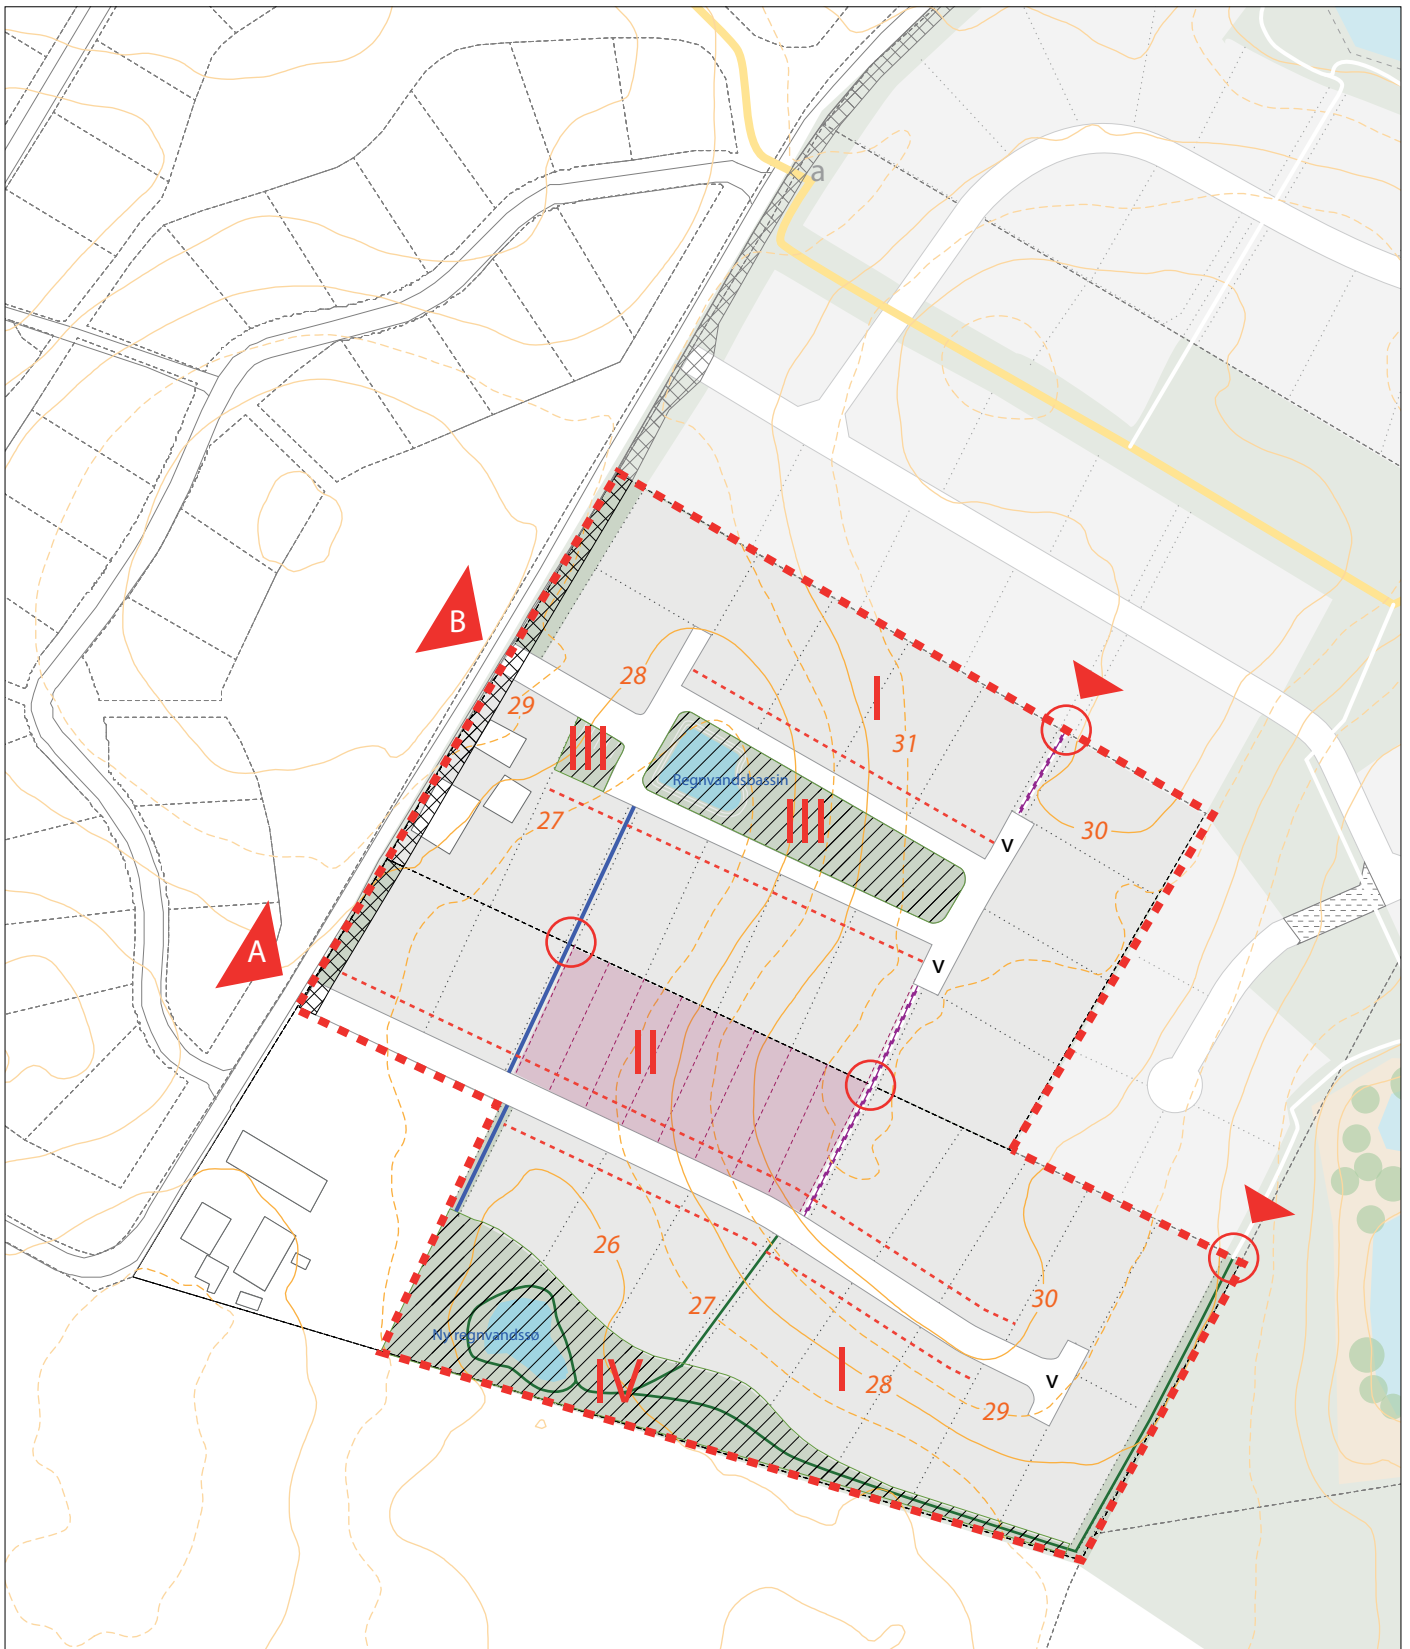 a
B
28
I
29
31
III
Regnvandsbassin
27
III
30
V
A
V
II
26
30
27
Ny regnvandssø
IV
I
28
V
29